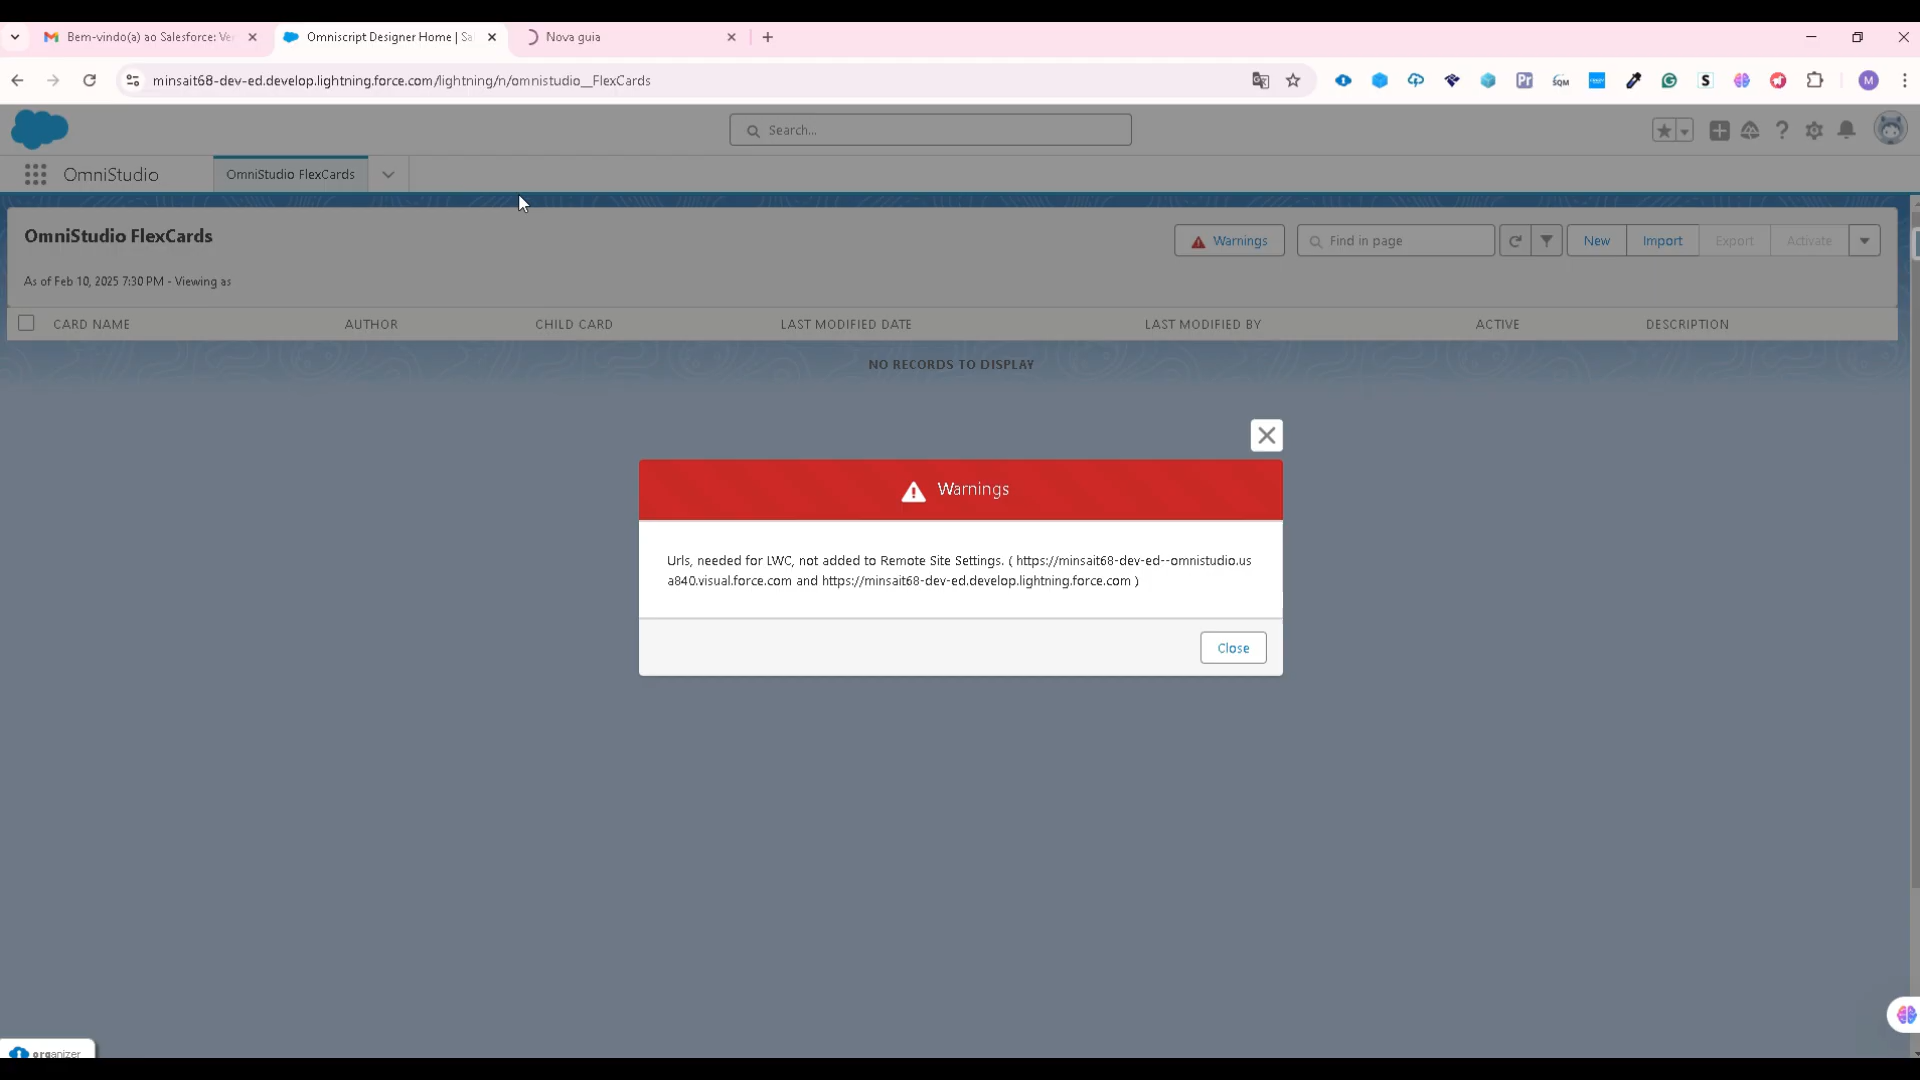 Bem-vindo(a) ao Salesforce: Ve
Omniscript Designer Home | Sa
Nova guia
minsait68-dev-ed.develop.lightning.force.com/lightning/n/omnistudio__FlexCards
Pr
SQM
S
M
Search...
OmniStudio
OmniStudio FlexCards
OmniStudio FlexCards
Warnings
Find in page
New
Import
Export
Activate
As of Feb 10, 2025 7:30 PM - Viewing as
CARD NAME
AUTHOR
CHILD CARD
LAST MODIFIED DATE
LAST MODIFIED BY
ACTIVE
DESCRIPTION
NO RECORDS TO DISPLAY
Warnings
Urls, needed for LWC, not added to Remote Site Settings. ( https://minsait68-dev-ed--omnistudio.us
a840.visual.force.com and https://minsait68-dev-ed.develop.lightning.force.com )
Close
organizer